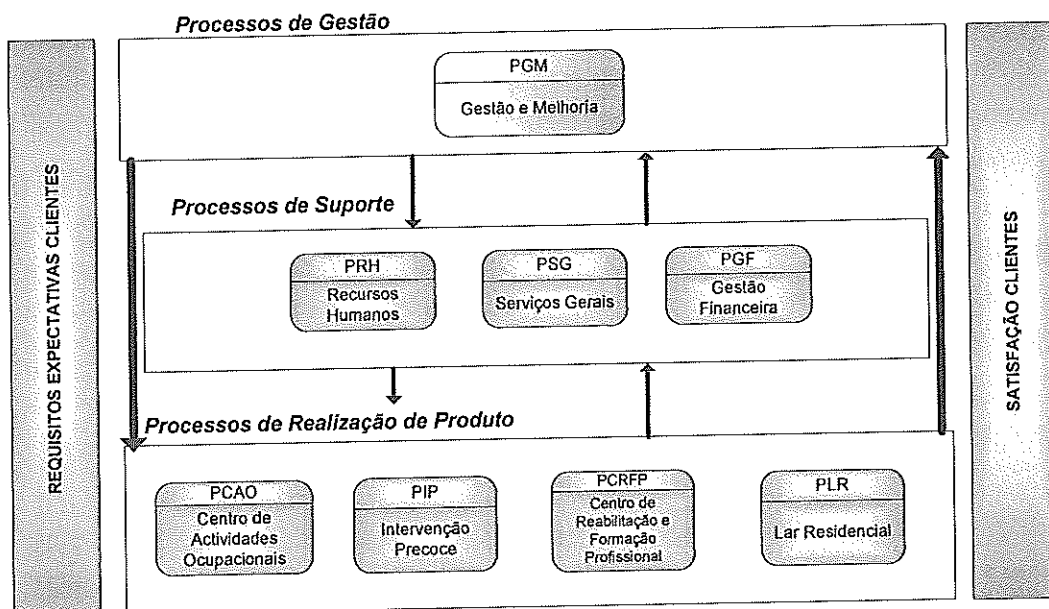 Processos de Gestão
PGM
Gestão e Melhoria
REQUISITOS EXPECTATIVAS CLIENTES
SATISFAÇÃO CLIENTES
Processos de Suporte
PRH
Recursos
Humanos
PSG
Serviços Gerais
PGF
Gestão
Financeira
Processos de Realização de Produto
PCAO
Centro de
Actividades
Ocupacionais
PIP
Intervenção
Precoce
PCRFP
Centro de
Reabilitação e
Formação
Profissional
PLR
Lar Residencial